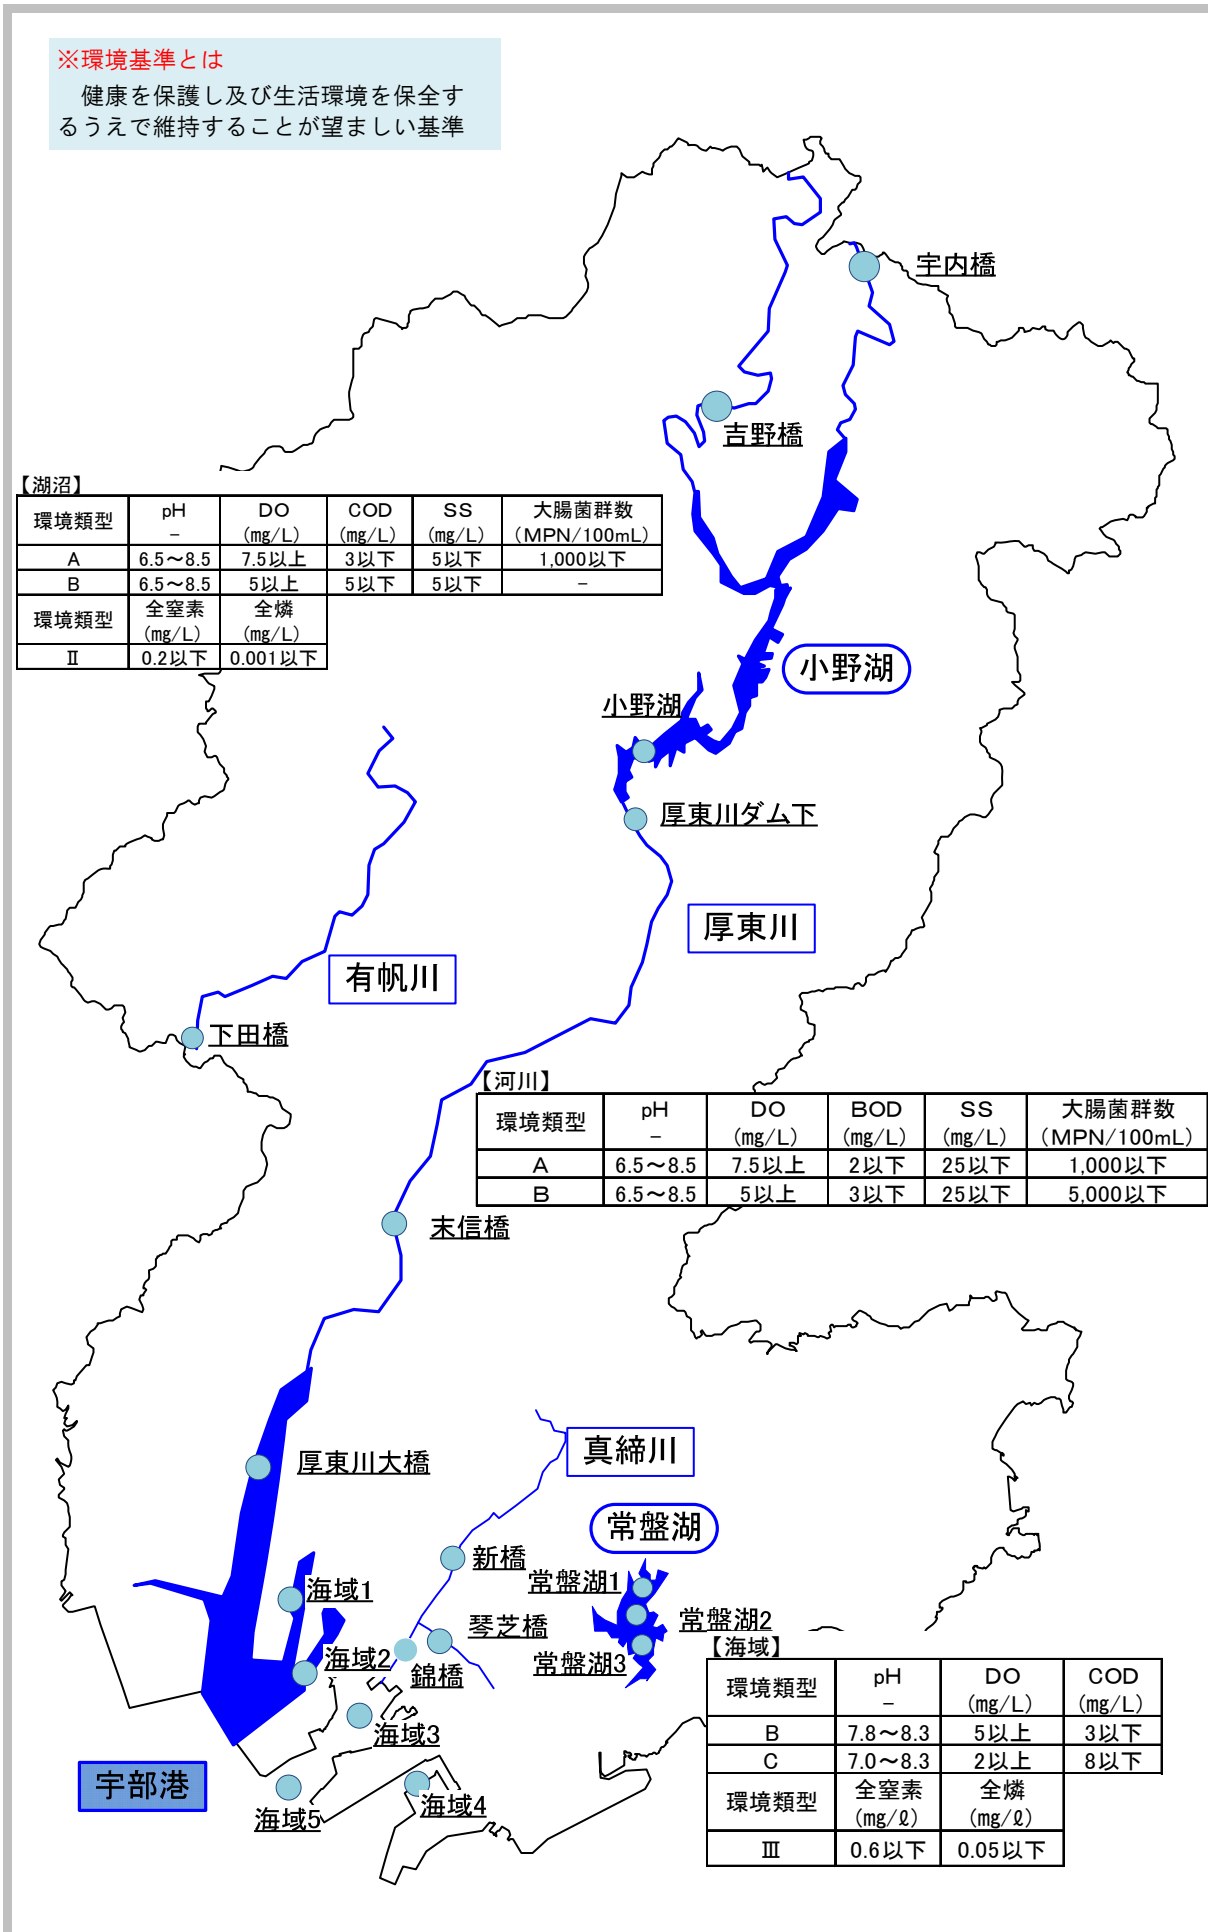 ※環境基準とは
健康を保護し及び生活環境を保全す
るうえで維持することが望ましい基準
宇内橋
吉野橋
【湖沼】
環境類型 pH DO COD SS 大腸菌群数
- (mg/L) (mg/L) (mg/L) (MPN/100mL)
A 6.5～8.5 7.5以上 3以下 5以下 1,000以下
B 6.5～8.5 5以上 5以下 5以下 -
環境類型 全窒素 全燐
(mg/L) (mg/L)
Ⅱ 0.2以下 0.001以下
小野湖
小野湖
厚東川ダム下
厚東川
有帆川
下田橋
【河川】
環境類型 pH DO BOD SS 大腸菌群数
- (mg/L) (mg/L) (mg/L) (MPN/100mL)
A 6.5～8.5 7.5以上 2以下 25以下 1,000以下
B 6.5～8.5 5以上 3以下 25以下 5,000以下
末信橋
真締川
厚東川大橋
常盤湖
新橋
常盤湖1
海域1
常盤湖2
琴芝橋
常盤湖3
海域2
錦橋
【海域】
環境類型 pH DO COD
- (mg/L) (mg/L)
B 7.8～8.3 5以上 3以下
C 7.0～8.3 2以上 8以下
環境類型 全窒素 全燐
(mg/ℓ) (mg/ℓ)
Ⅲ 0.6以下 0.05以下
海域3
宇部港
海域4
海域5